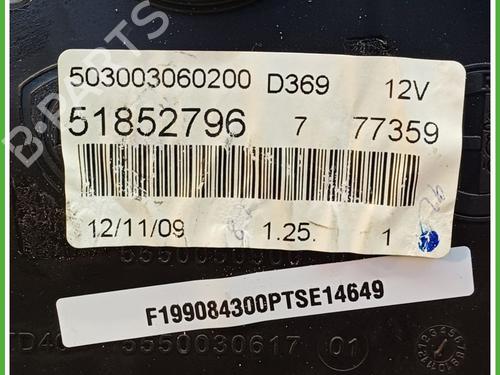 B-PARTS
503003060200 D369 12V
51852796 7 77359
12/11/09 1.25. 1
F199084300PTSE14649
5550030617 01